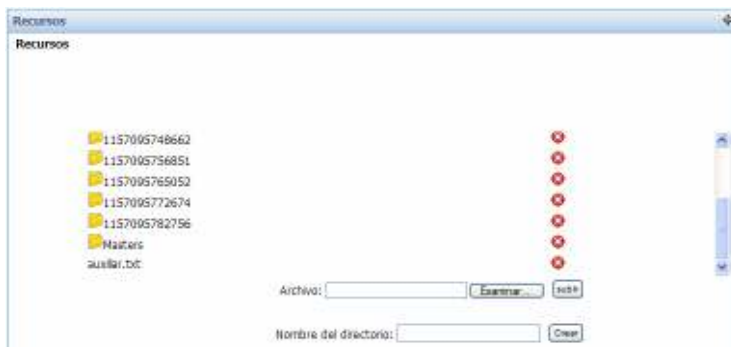 Recursos
Recursos
1157095748662
1157095756851
1157095765052
1157095772674
1157095782756
Masters
auxiliar.txt
Archivo: Examinar... subir
Nombre del directorio: Crear